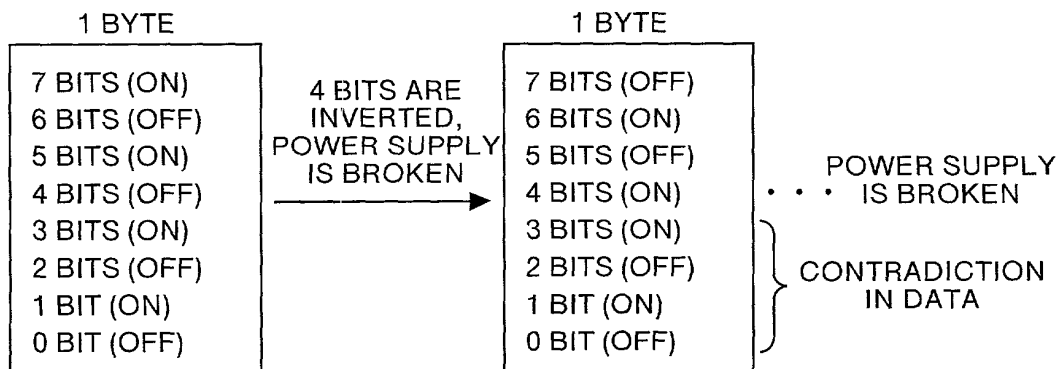 1 BYTE
7 BITS (ON)
6 BITS (OFF)
5 BITS (ON)
4 BITS (OFF)
3 BITS (ON)
2 BITS (OFF)
1 BIT (ON)
0 BIT (OFF)
4 BITS ARE
INVERTED,
POWER SUPPLY
IS BROKEN
1 BYTE
7 BITS (OFF)
6 BITS (ON)
5 BITS (OFF)
4 BITS (ON)
3 BITS (ON)
2 BITS (OFF)
1 BIT (ON)
0 BIT (OFF)
· · · POWER SUPPLY
IS BROKEN
CONTRADICTION
IN DATA